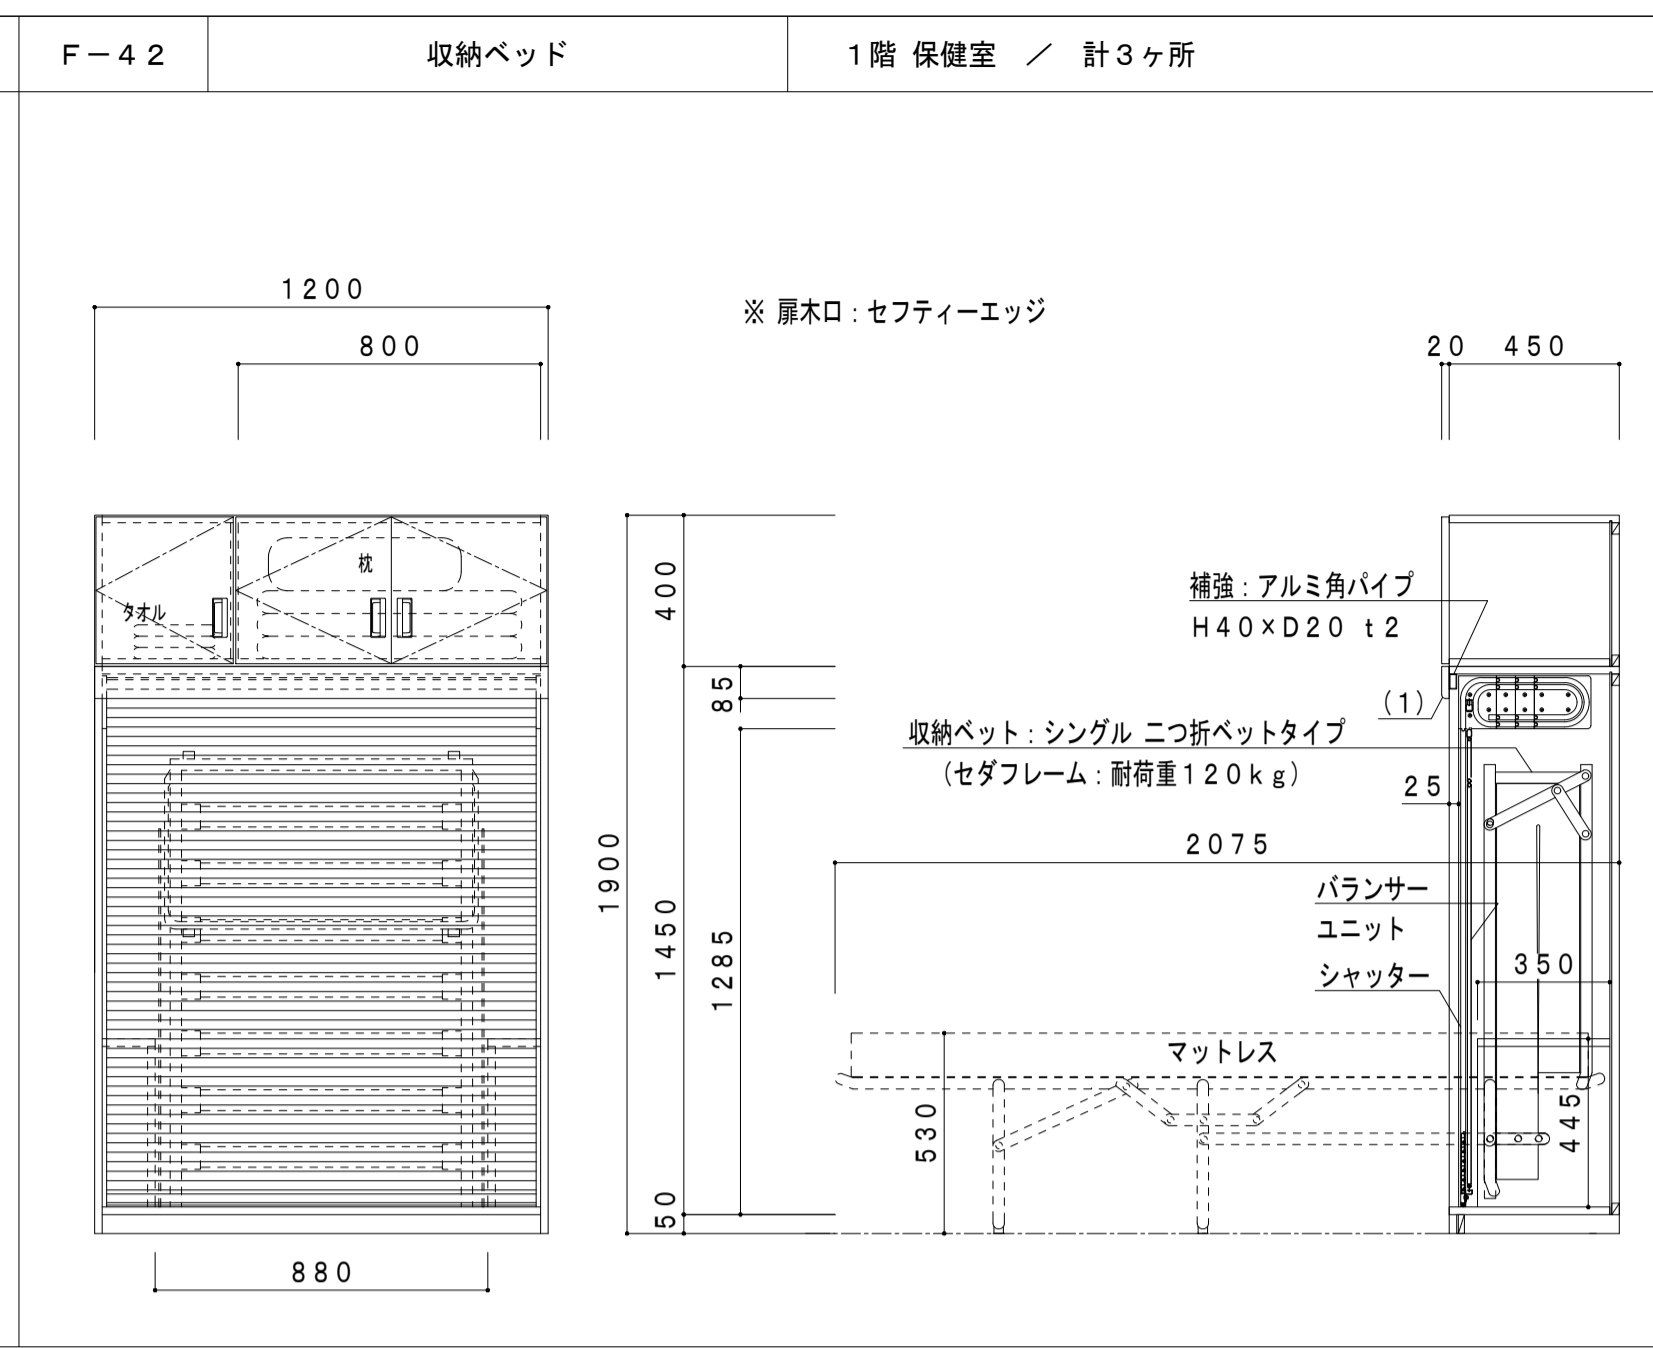 F－４２
収納ベッド
１階 保健室 ／ 計３ヶ所
1200
800
※ 扉木口：セフティーエッジ
20
450
枕
タオル
400
補強：アルミ角パイプ
H40×D20 t2
85
(1)
収納ベット：シングル 二つ折ベットタイプ
（セダフレーム：耐荷重120kg）
25
2075
1900
1450
1285
バランサー
ユニット
シャッター
350
マットレス
530
445
50
880